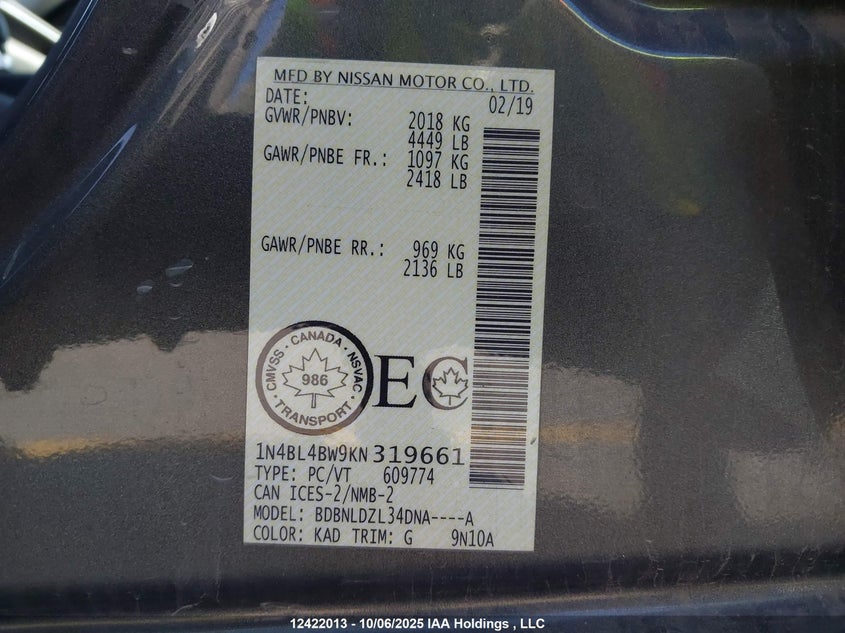 MFD BY NISSAN MOTOR CO., LTD.
DATE: 02/19
GVWR/PNBV: 2018 KG
4449 LB
GAWR/PNBE FR.: 1097 KG
2418 LB
GAWR/PNBE RR.: 969 KG
2136 LB
CMVSS · CANADA · NSVAC
986
TRANSPORT
EC
1N4BL4BW9KN319661
TYPE: PC/VT 609774
CAN ICES-2/NMB-2
MODEL: BDBNLDZL34DNA----A
COLOR: KAD TRIM: G 9N10A
12422013 - 10/06/2025 IAA Holdings , LLC